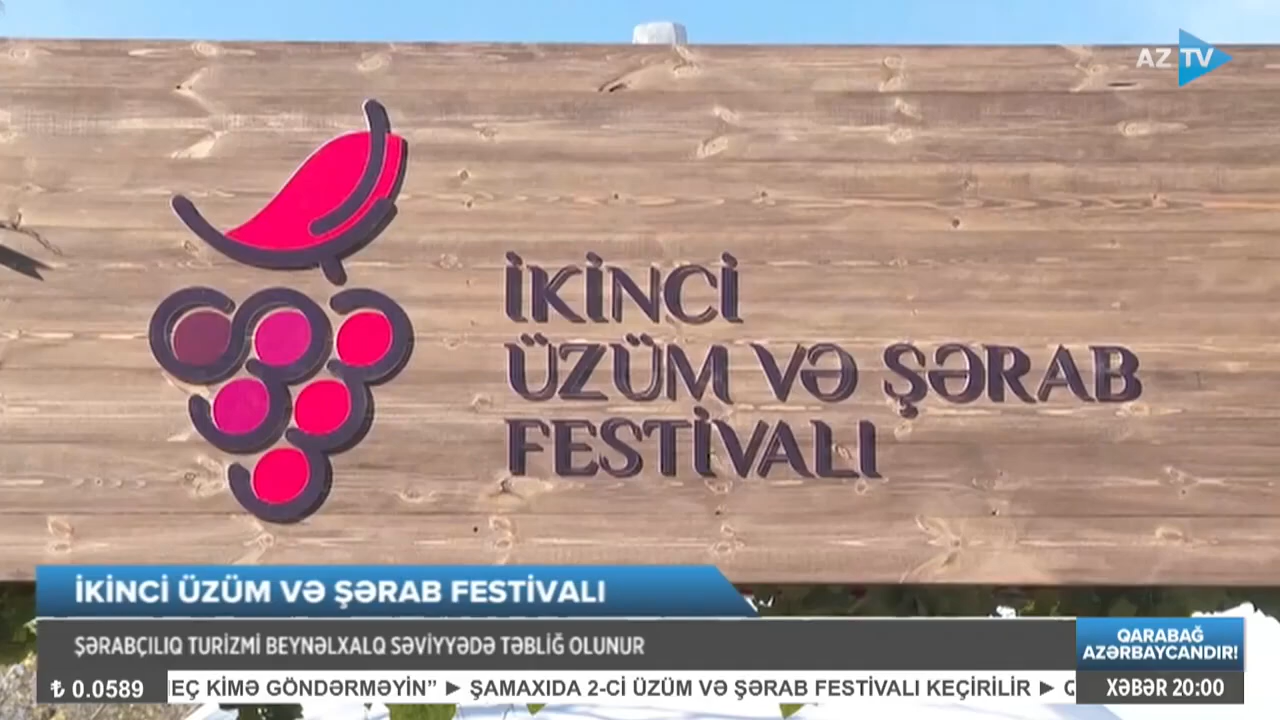 AZ TV
İKİNCİ
ÜZÜM VƏ ŞƏRAB
FESTİVALI
İKİNCİ ÜZÜM VƏ ŞƏRAB FESTİVALI
ŞƏRABÇILIQ TURİZMİ BEYNƏLXALQ SƏVİYYƏDƏ TƏBLİĞ OLUNUR
QARABAĞ
AZƏRBAYCANDIR!
₺ 0.0589 KİMƏ GÖNDƏRMƏYİN” ► ŞAMAXIDA 2-Cİ ÜZÜM VƏ ŞƏRAB FESTİVALI KEÇİRİLİR ►
XƏBƏR 20:00